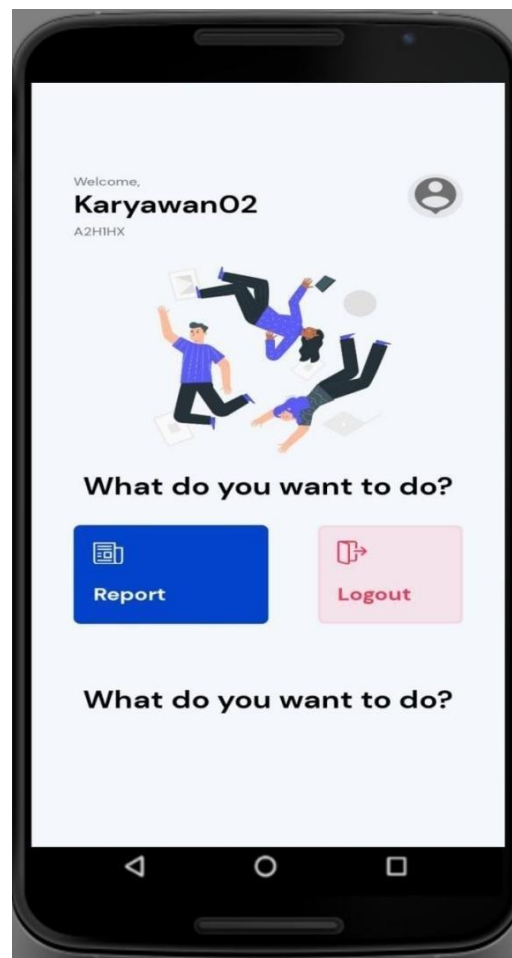 Welcome,
Karyawan02
A2H1HX
What do you want to do?
Report
Logout
What do you want to do?